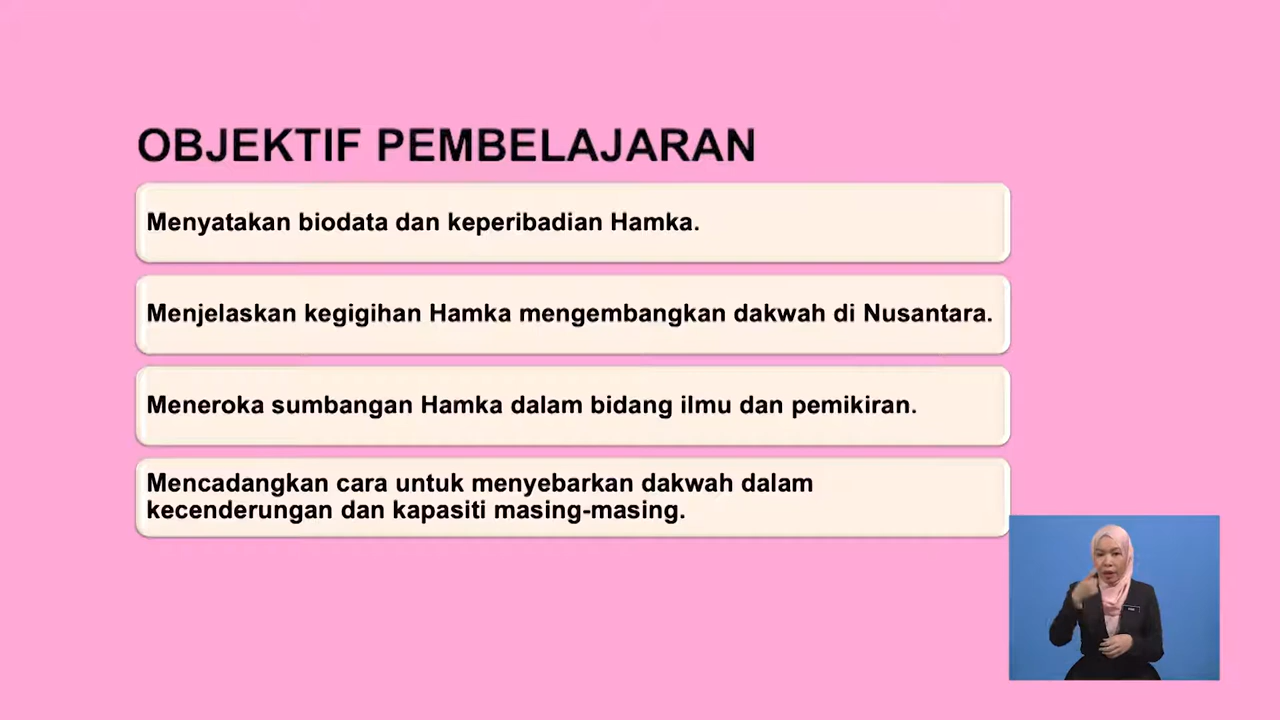 OBJEKTIF PEMBELAJARAN
Menyatakan biodata dan keperibadian Hamka.
Menjelaskan kegigihan Hamka mengembangkan dakwah di Nusantara.
Meneroka sumbangan Hamka dalam bidang ilmu dan pemikiran.
Mencadangkan cara untuk menyebarkan dakwah dalam
kecenderungan dan kapasiti masing-masing.